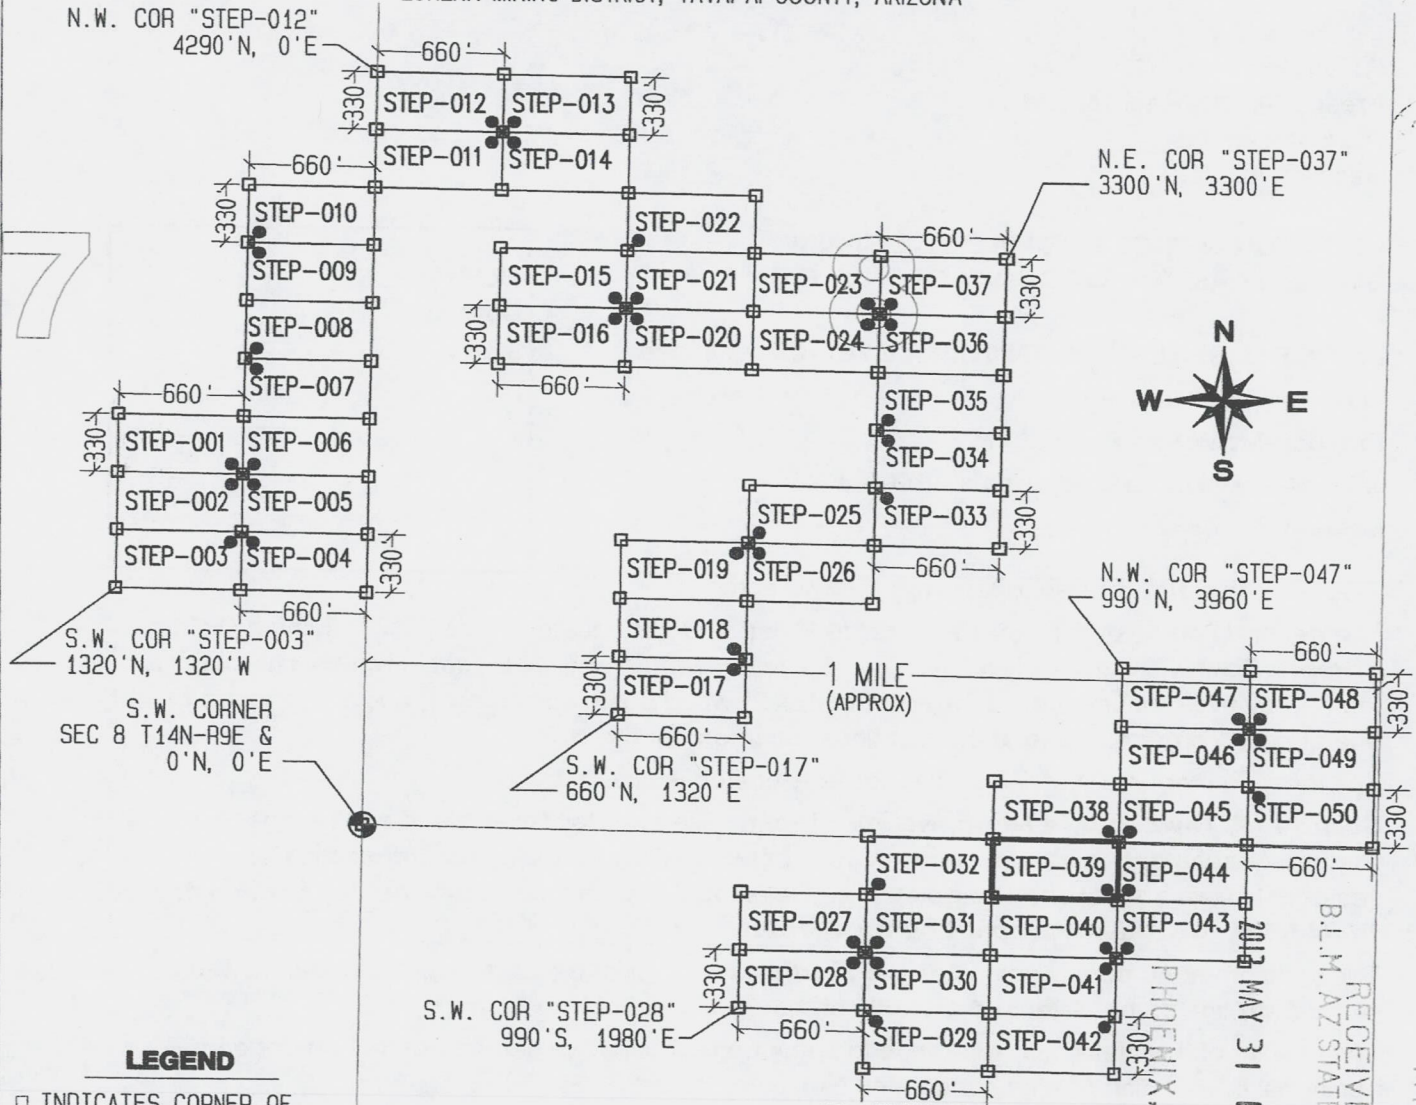 N.W. COR "STEP-012"
4290'N, 0'E
660'
330'
STEP-012
STEP-013
330'
STEP-011
STEP-014
660'
330'
STEP-010
STEP-009
STEP-008
STEP-007
7
660'
330'
STEP-001
STEP-006
STEP-002
STEP-005
STEP-003
STEP-004
330'
660'
S.W. COR "STEP-003"
1320'N, 1320'W
STEP-022
STEP-015
STEP-021
STEP-023
STEP-037
8
660'
330'
330'
STEP-016
STEP-020
STEP-024
STEP-036
660'
N.E. COR "STEP-037"
3300'N, 3300'E
STEP-035
STEP-034
STEP-025
STEP-033
330'
660'
STEP-019
STEP-026
STEP-018
STEP-017
330'
660'
N
W
E
S
N.W. COR "STEP-047"
990'N, 3960'E
1 MILE
(APPROX)
S.W. COR "STEP-017"
660'N, 1320'E
S.W. CORNER
SEC 8 T14N-R9E &
0'N, 0'E
660'
STEP-047
STEP-048
330'
STEP-046
STEP-049
STEP-038
STEP-045
STEP-050
330'
660'
STEP-032
STEP-039
STEP-044
STEP-027
STEP-031
STEP-040
STEP-043
STEP-028
STEP-030
STEP-041
330'
660'
STEP-029
STEP-042
330'
660'
S.W. COR "STEP-028"
990'S, 1980'E
LEGEND
INDICATES CORNER OF
B.L.M. AZ STATE
2013 MAY 31
PHOENIX,